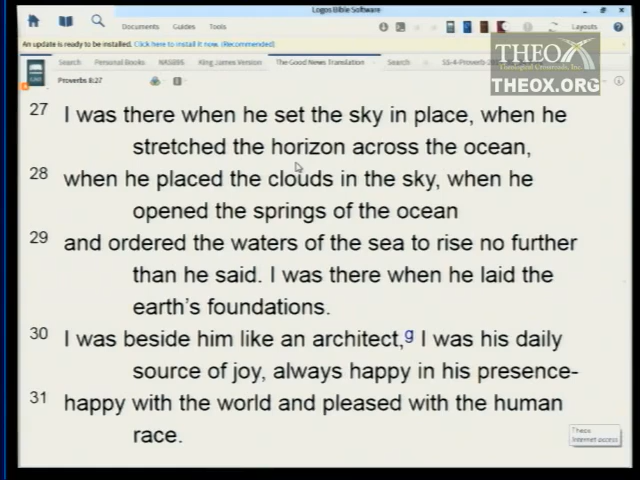 Logos Bible Software
Documents Guides Tools Layouts
An update is ready to be installed. Click here to install it now. (Recommended)
Search Personal Books NASB95 King James Version The Good News Translation Search
Proverbs 8:27
THEOX
THEOX.ORG
27 I was there when he set the sky in place, when he
stretched the horizon across the ocean,
28 when he placed the clouds in the sky, when he
opened the springs of the ocean
29 and ordered the waters of the sea to rise no further
than he said. I was there when he laid the
earth’s foundations.
30 I was beside him like an architect,g I was his daily
source of joy, always happy in his presence-
31 happy with the world and pleased with the human
race.
Theox
Internet access